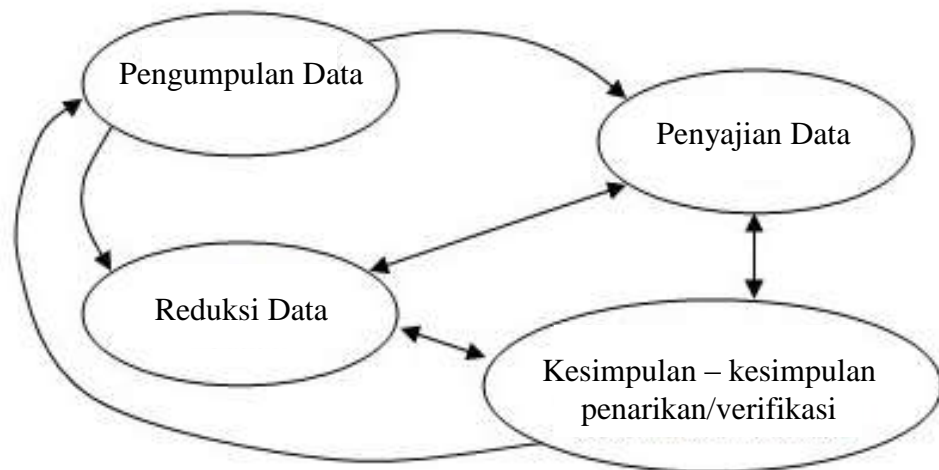 Pengumpulan Data
Penyajian Data
Reduksi Data
Kesimpulan – kesimpulan
penarikan/verifikasi